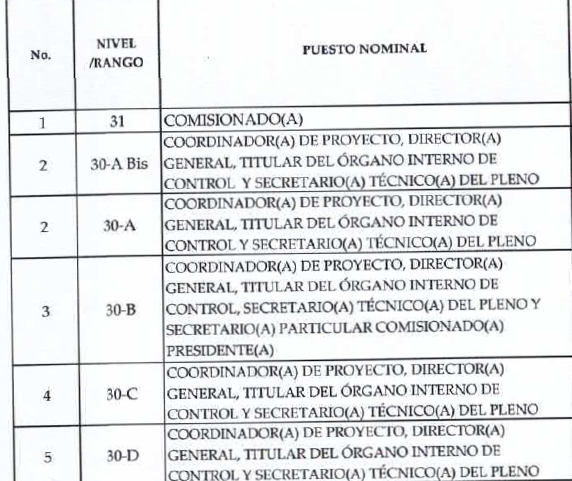 No.
NIVEL
/RANGO
PUESTO NOMINAL
1
31
COMISIONADO(A)
2
30-A Bis
COORDINADOR(A) DE PROYECTO, DIRECTOR(A)
GENERAL, TITULAR DEL ÓRGANO INTERNO DE
CONTROL Y SECRETARIO(A) TÉCNICO(A) DEL PLENO
2
30-A
COORDINADOR(A) DE PROYECTO, DIRECTOR(A)
GENERAL, TITULAR DEL ÓRGANO INTERNO DE
CONTROL Y SECRETARIO(A) TÉCNICO(A) DEL PLENO
3
30-B
COORDINADOR(A) DE PROYECTO, DIRECTOR(A)
GENERAL, TITULAR DEL ÓRGANO INTERNO DE
CONTROL, SECRETARIO(A) TÉCNICO(A) DEL PLENO Y
SECRETARIO(A) PARTICULAR COMISIONADO(A)
PRESIDENTE(A)
4
30-C
COORDINADOR(A) DE PROYECTO, DIRECTOR(A)
GENERAL, TITULAR DEL ÓRGANO INTERNO DE
CONTROL Y SECRETARIO(A) TÉCNICO(A) DEL PLENO
5
30-D
COORDINADOR(A) DE PROYECTO, DIRECTOR(A)
GENERAL, TITULAR DEL ÓRGANO INTERNO DE
CONTROL Y SECRETARIO(A) TÉCNICO(A) DEL PLENO